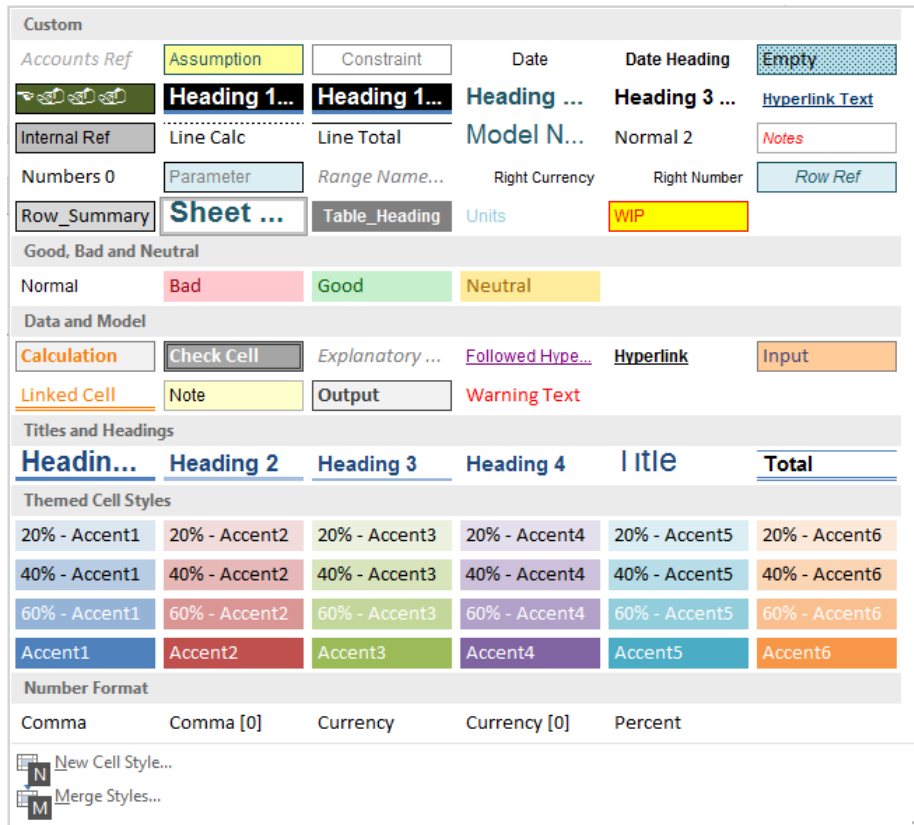 Custom
Accounts Ref Assumption Constraint Date Date Heading Empty
Heading 1... Heading 1... Heading ... Heading 3 ... Hyperlink Text
Internal Ref Line Calc Line Total Model N... Normal 2 Notes
Numbers 0 Parameter Range Name... Right Currency Right Number Row Ref
Row_Summary Sheet ... Table_Heading Units WIP
Good, Bad and Neutral
Normal Bad Good Neutral
Data and Model
Calculation Check Cell Explanatory ... Followed Hype... Hyperlink Input
Linked Cell Note Output Warning Text
Titles and Headings
Headin... Heading 2 Heading 3 Heading 4 Title Total
Themed Cell Styles
20% - Accent1 20% - Accent2 20% - Accent3 20% - Accent4 20% - Accent5 20% - Accent6
40% - Accent1 40% - Accent2 40% - Accent3 40% - Accent4 40% - Accent5 40% - Accent6
60% - Accent1 60% - Accent2 60% - Accent3 60% - Accent4 60% - Accent5 60% - Accent6
Accent1 Accent2 Accent3 Accent4 Accent5 Accent6
Number Format
Comma Comma [0] Currency Currency [0] Percent
N New Cell Style...
M Merge Styles...